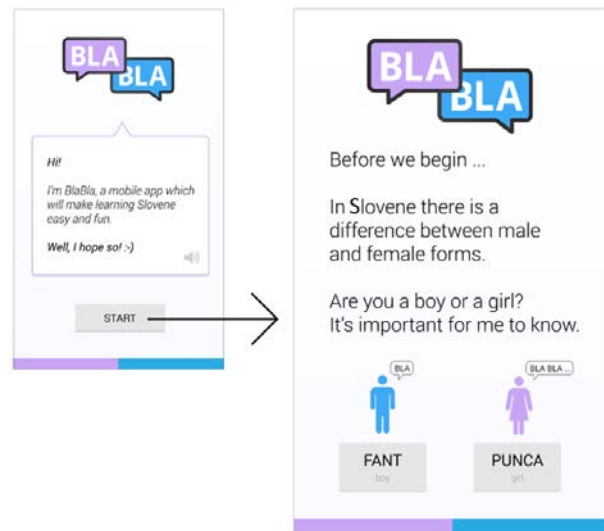 BLA
BLA
Hi!
I'm BlaBla, a mobile app which
will make learning Slovene
easy and fun.
Well, I hope so! :-)
START
BLA
BLA
Before we begin ...
In Slovene there is a
difference between male
and female forms.
Are you a boy or a girl?
It's important for me to know.
BLA
BLA BLA ...
FANT
boy
PUNCA
girl